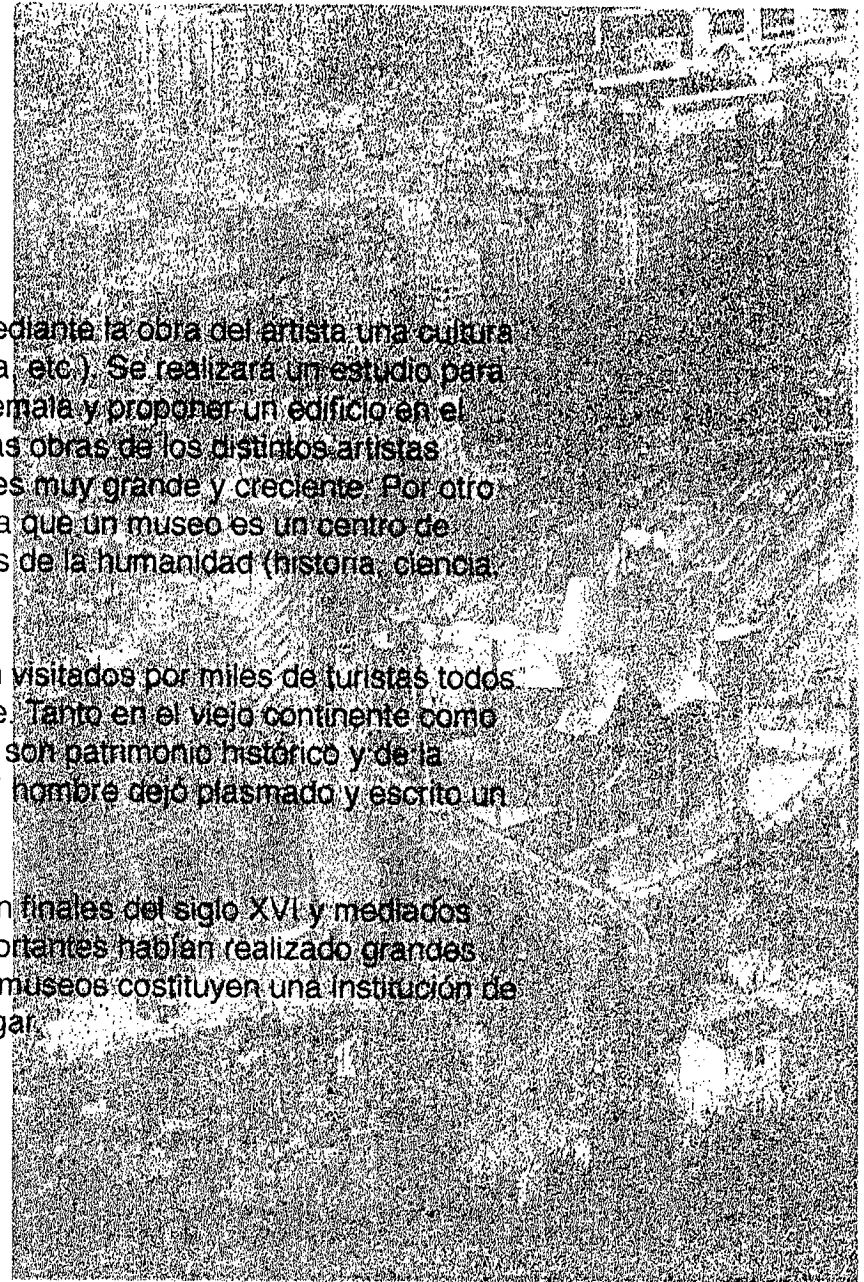 ediante la obra del artista una cultura
a, etc.). Se realizará un estudio para
emala y proponer un edificio en el
as obras de los distintos artistas
es muy grande y creciente. Por otro
a que un museo es un centro de
s de la humanidad (historia, ciencia,
visitados por miles de turistas todos
e. Tanto en el viejo continente como
son patrimonio histórico y de la
hombre dejó plasmado y escrito un
n finales del siglo XVI y mediados
ortantes habían realizado grandes
museos costituyen una institución de
gar.